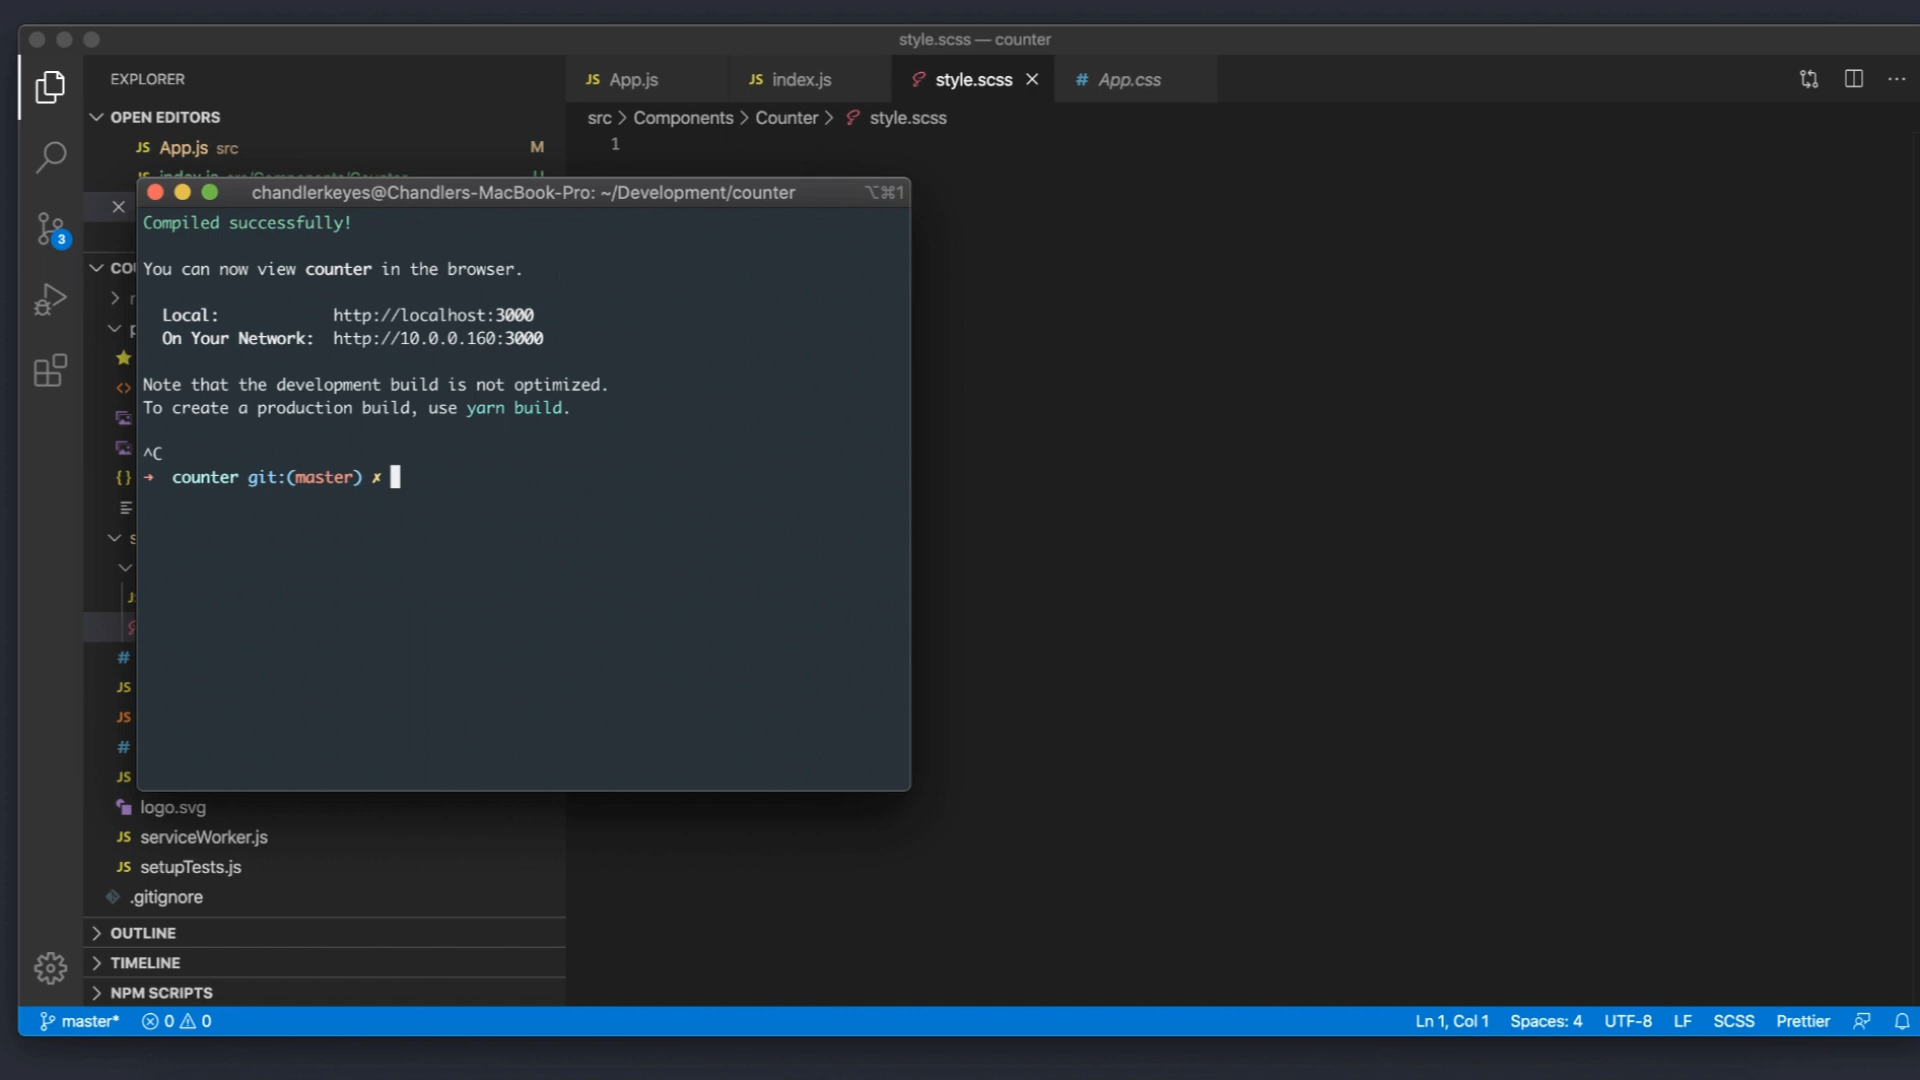 style.scss — counter
EXPLORER
JS App.js
JS index.js
style.scss
# App.css
OPEN EDITORS
src > Components > Counter > style.scss
JS App.js src M
1
chandlerkeyes@Chandlers-MacBook-Pro: ~/Development/counter ⌥⌘1
Compiled successfully!
You can now view counter in the browser.
Local: http://localhost:3000
On Your Network: http://10.0.0.160:3000
Note that the development build is not optimized.
To create a production build, use yarn build.
^C
➜ counter git:(master) ✗
3
COU
{}
#
JS
JS
#
JS
logo.svg
JS serviceWorker.js
JS setupTests.js
.gitignore
OUTLINE
TIMELINE
NPM SCRIPTS
master* 0 0
Ln 1, Col 1 Spaces: 4 UTF-8 LF SCSS Prettier